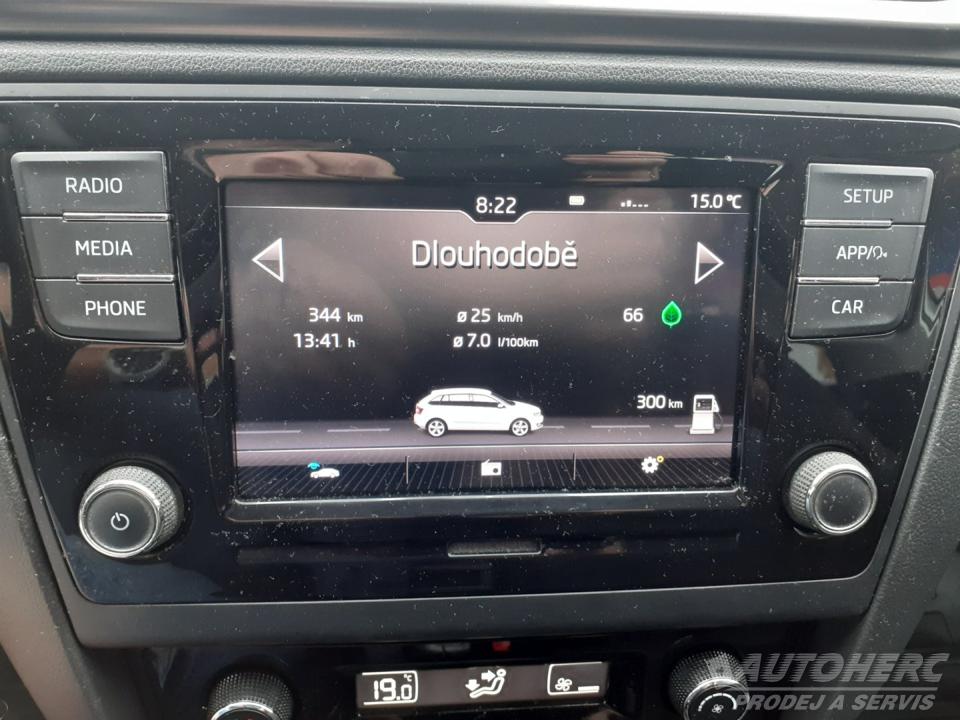 RADIO
MEDIA
PHONE
SETUP
APP/
CAR
8:22
15.0 °C
Dlouhodobě
344 km
ø 25 km/h
66
13:41 h
ø 7.0 l/100km
300 km
19.0 °C
AUTOHERC
PRODEJ A SERVIS